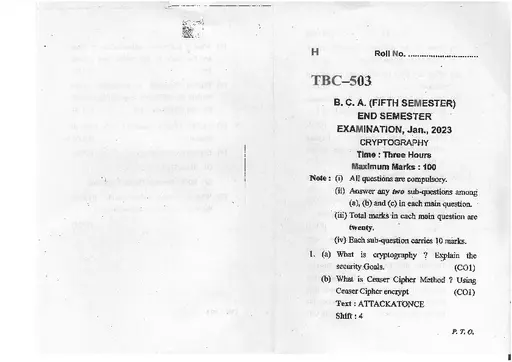 H Roll No. ..............................
TBC–503
B. C. A. (FIFTH SEMESTER)
END SEMESTER
EXAMINATION, Jan., 2023
CRYPTOGRAPHY
Time : Three Hours
Maximum Marks : 100
Note : (i) All questions are compulsory.
(ii) Answer any two sub-questions among
(a), (b) and (c) in each main question.
(iii) Total marks in each main question are
twenty.
(iv) Each sub-question carries 10 marks.
1. (a) What is cryptography ? Explain the
security Goals. (CO1)
(b) What is Ceaser Cipher Method ? Using
Ceaser Cipher encrypt (CO1)
Text : ATTACKATONCE
Shift : 4
P. T. O.